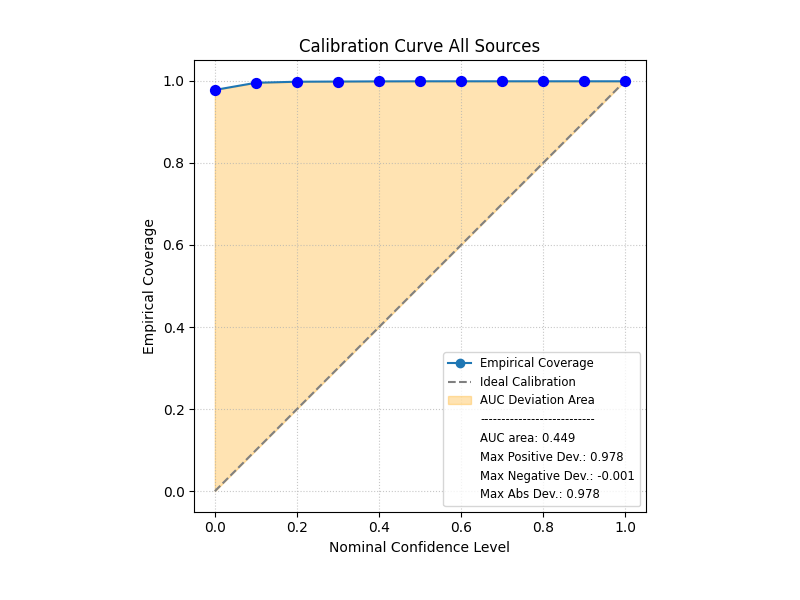 Calibration Curve All Sources
Empirical Coverage
1.0
0.8
0.6
0.4
0.2
0.0
0.0 0.2 0.4 0.6 0.8 1.0
Nominal Confidence Level
Empirical Coverage
Ideal Calibration
AUC Deviation Area
---------------------------
AUC area: 0.449
Max Positive Dev.: 0.978
Max Negative Dev.: -0.001
Max Abs Dev.: 0.978